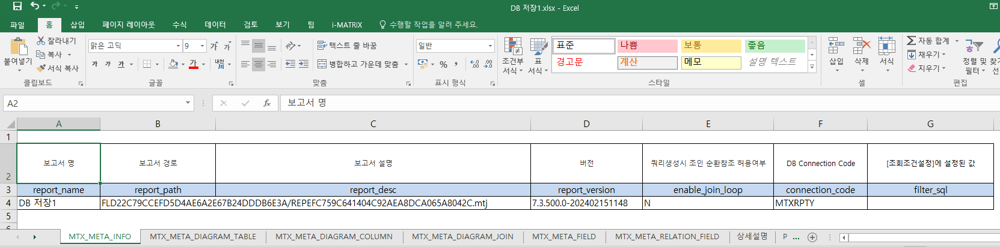 DB 저장1.xlsx - Excel
파일 홈 삽입 페이지 레이아웃 수식 데이터 검토 보기 팀 i-MATRIX 수행할 작업을 알려 주세요.
붙여넣기
잘라내기
복사
서식 복사
클립보드
맑은 고딕 9
가 가
가 가 가 가 내천
글꼴
텍스트 줄 바꿈
병합하고 가운데 맞춤
맞춤
일반
% , .00 .0
표시 형식
조건부 서식
표 서식
표준 나쁨 보통 좋음
경고문 계산 메모 설명 텍스트
스타일
삽입 삭제 서식
셀
자동 합계
채우기
지우기
정렬 및 필터
편집
A2 fx 보고서 명
A B C D E F G
1
2 보고서 명 보고서 경로 보고서 설명 버전 쿼리생성시 조인 순환참조 허용여부 DB Connection Code [조회조건설정]에 설정된 값
3 report_name report_path report_desc report_version enable_join_loop connection_code filter_sql
4 DB 저장1 FLD22C79CCEFD5D4AE6A2E67B24DDDB6E3A/REPEFC759C641404C92AEA8DCA065A8042C.mtj 7.3.500.0-202402151148 N MTXRPTY
5
MTX_META_INFO MTX_META_DIAGRAM_TABLE MTX_META_DIAGRAM_COLUMN MTX_META_DIAGRAM_JOIN MTX_META_FIELD MTX_META_RELATION_FIELD 상세설명 P ...